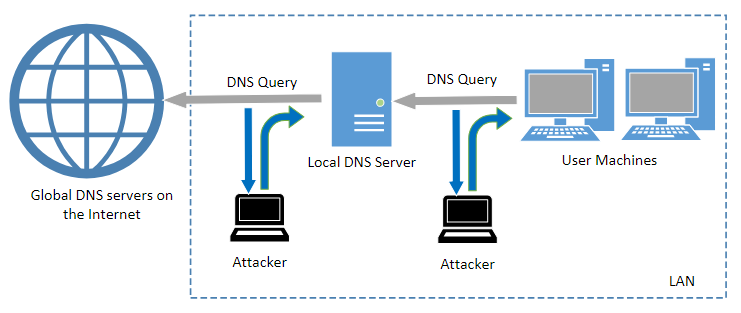 DNS Query
DNS Query
Local DNS Server
User Machines
Global DNS servers on
the Internet
Attacker
Attacker
LAN